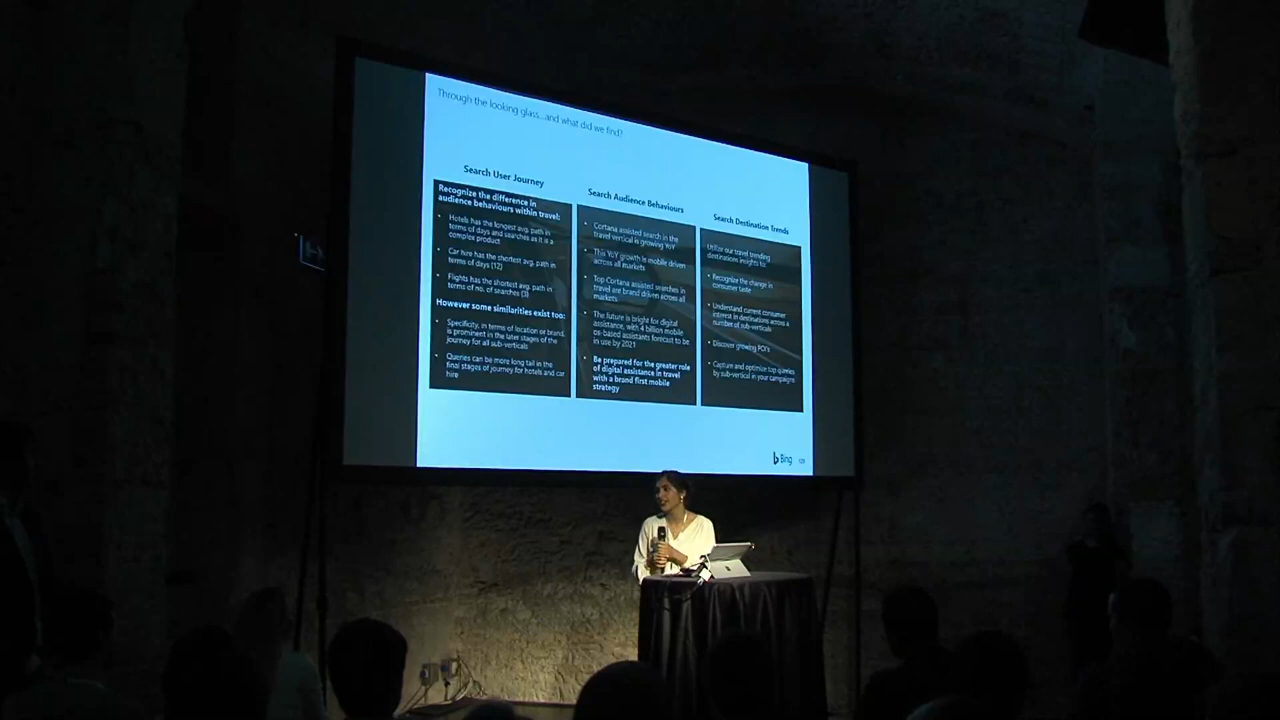 Through the looking glass...and what did we find?
Search User Journey
Recognize the difference in
audience behaviours within travel:
• Hotels has the longest avg. path in
terms of days and searches as it is a
complex product
• Car hire has the shortest avg. path in
terms of days (12)
• Flights has the shortest avg. path in
terms of no. of searches (3)
However some similarities exist too:
• Specificity, in terms of location or brand,
is prominent in the later stages of the
journey for all sub-verticals
• Queries can be more long tail in the
final stages of journey for hotels and car
hire
Search Audience Behaviours
• Cortana assisted search in the
travel vertical is growing YoY
• This YoY growth is mobile driven
across all markets
• Top Cortana assisted searches in
travel are brand driven across all
markets
• The future is bright for digital
assistance, with 4 billion mobile
os-based assistants forecast to be
in use by 2021
• Be prepared for the greater role
of digital assistance in travel
with a brand first mobile
strategy
Search Destination Trends
Utilize our travel trending
destinations insights to:
• Recognize the change in
consumer taste
• Understand current consumer
interest in destinations across a
number of sub-verticals
• Discover growing POI's
• Capture and optimize top queries
by sub-vertical in your campaigns
Bing